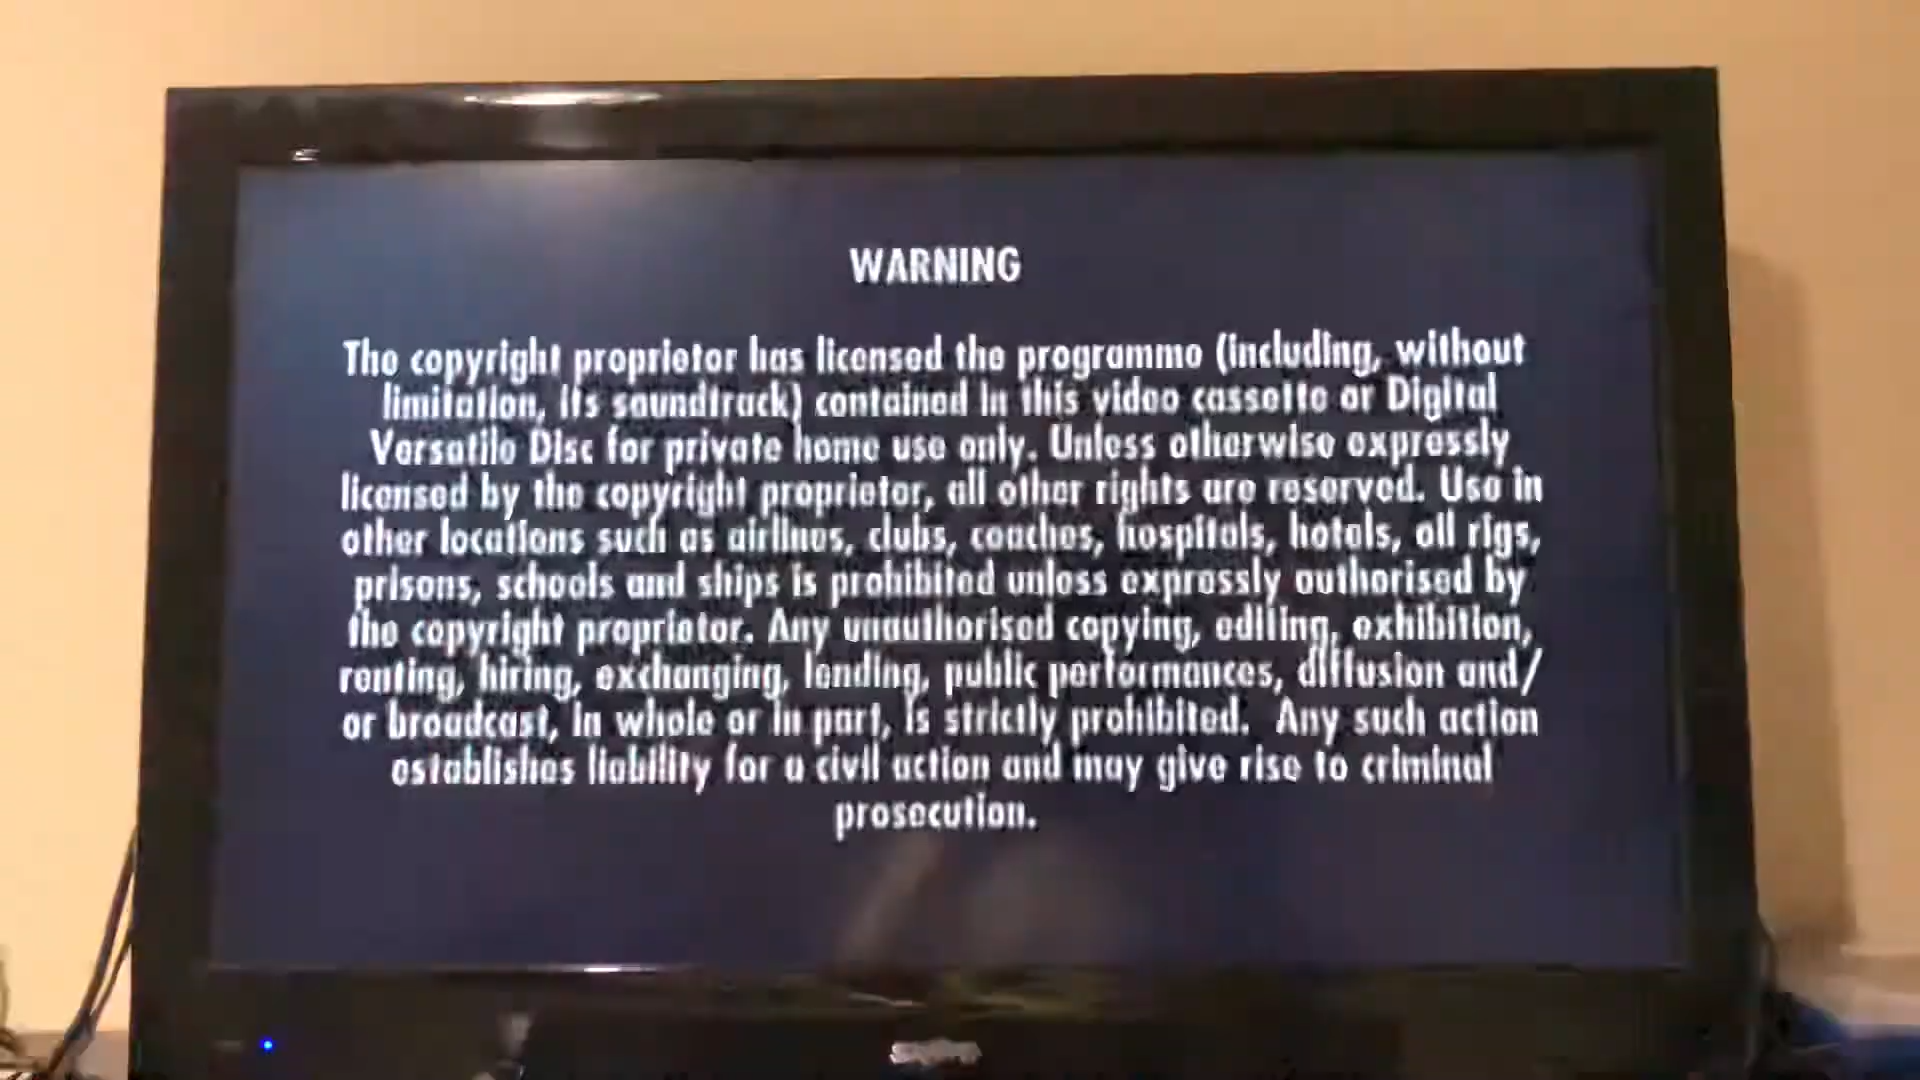 WARNING
The copyright proprietor has licensed the programme (including, without
limitation, its soundtrack) contained in this video cassette or Digital
Versatile Disc for private home use only. Unless otherwise expressly
licensed by the copyright proprietor, all other rights are reserved. Use in
other locations such as airlines, clubs, coaches, hospitals, hotels, oil rigs,
prisons, schools and ships is prohibited unless expressly authorised by
the copyright proprietor. Any unauthorised copying, editing, exhibition,
renting, hiring, exchanging, lending, public performances, diffusion and/
or broadcast, in whole or in part, is strictly prohibited. Any such action
establishes liability for a civil action and may give rise to criminal
prosecution.